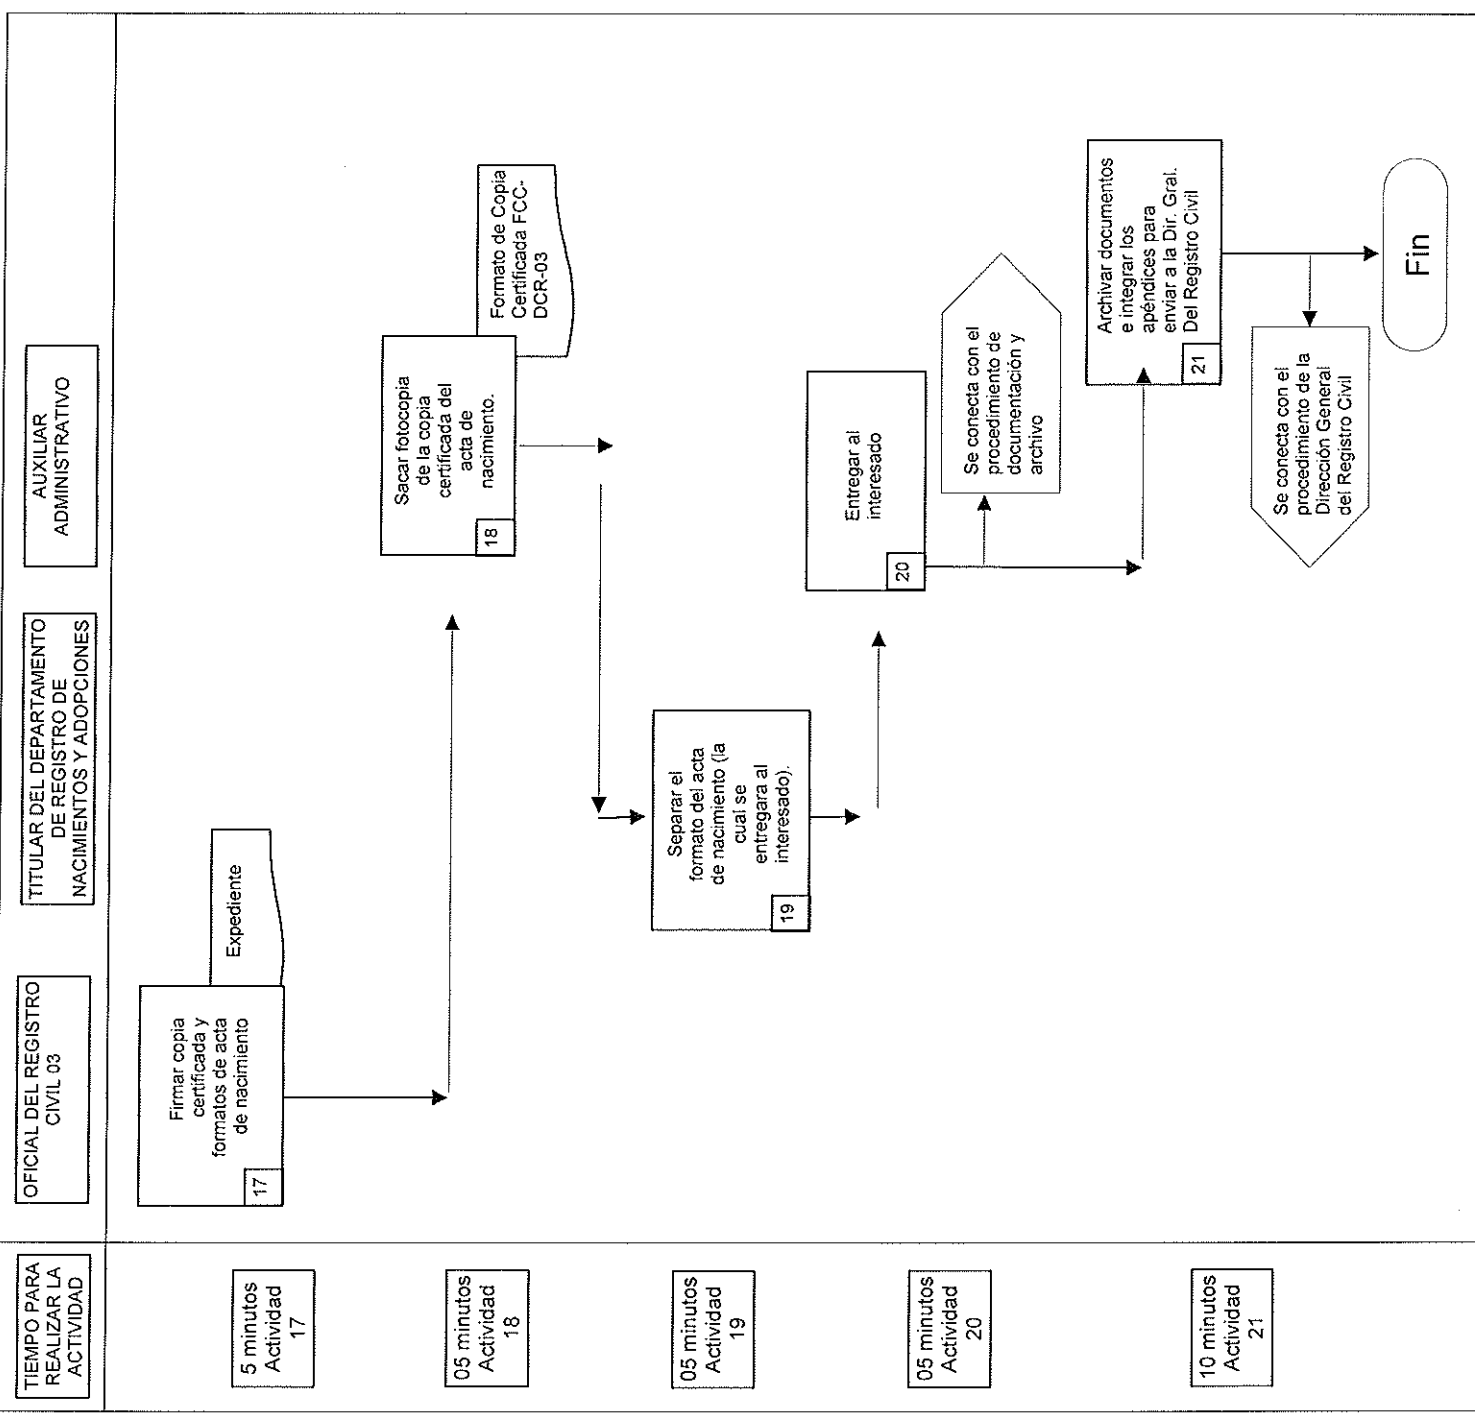 TIEMPO PARA
REALIZAR LA
ACTIVIDAD
OFICIAL DEL REGISTRO
CIVIL 03
TITULAR DEL DEPARTAMENTO
DE REGISTRO DE
NACIMIENTOS Y ADOPCIONES
AUXILIAR
ADMINISTRATIVO
5 minutos
Actividad
17
Firmar copia
certificada y
formatos de acta
de nacimiento
17
Expediente
05 minutos
Actividad
18
Sacar fotocopia
de la copia
certificada del
acta de
nacimiento.
18
Formato de Copia
Certificada FCC-
DCR-03
05 minutos
Actividad
19
Separar el
formato del acta
de nacimiento (la
cual se
entregara al
interesado).
19
05 minutos
Actividad
20
Entregar al
interesado
20
Se conecta con el
procedimiento de
documentación y
archivo
10 minutos
Actividad
21
Archivar documentos
e integrar los
apéndices para
enviar a la Dir. Gral.
Del Registro Civil
21
Se conecta con el
procedimiento de la
Dirección General
del Registro Civil
Fin